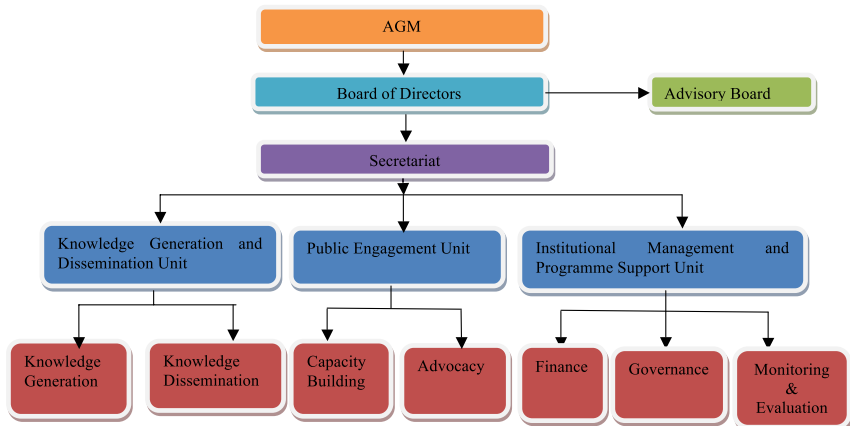 AGM
Board of Directors
Advisory Board
Secretariat
Knowledge Generation and
Dissemination Unit
Public Engagement Unit
Institutional Management and
Programme Support Unit
Knowledge
Generation
Knowledge
Dissemination
Capacity
Building
Advocacy
Finance
Governance
Monitoring
&
Evaluation